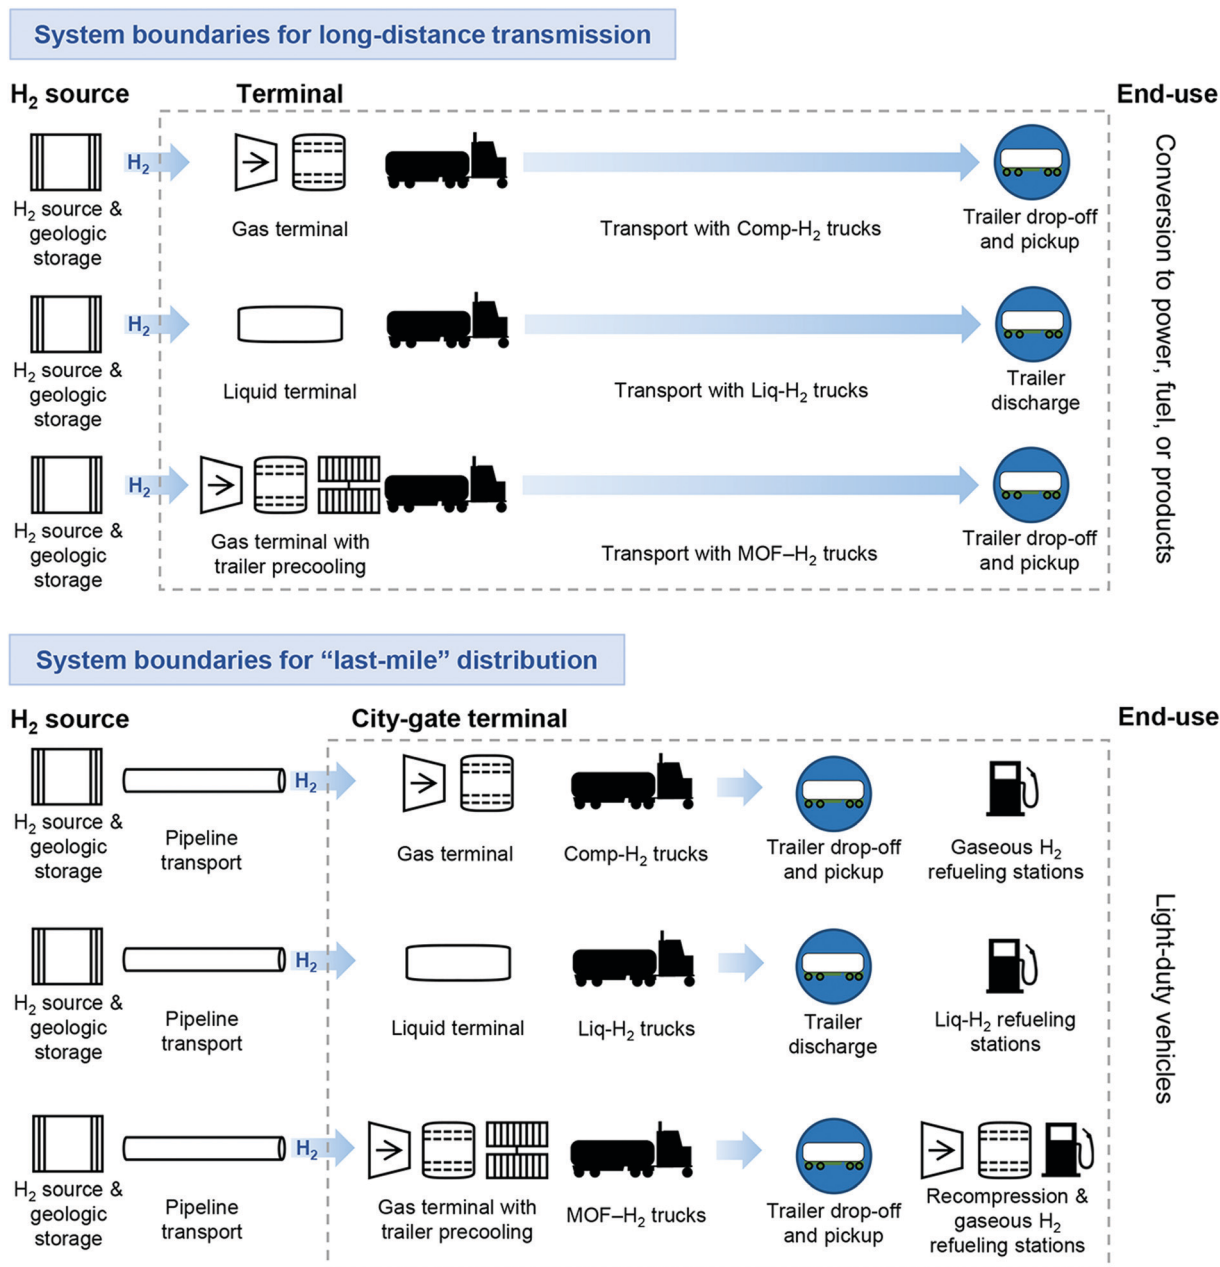 System boundaries for long-distance transmission
H₂ source
Terminal
End-use
H₂
H₂ source &
geologic
storage
Gas terminal
Transport with Comp-H₂ trucks
Trailer drop-off
and pickup
H₂
H₂ source &
geologic
storage
Liquid terminal
Transport with Liq-H₂ trucks
Trailer
discharge
H₂
H₂ source &
geologic
storage
Gas terminal with
trailer precooling
Transport with MOF–H₂ trucks
Trailer drop-off
and pickup
Conversion to power, fuel, or products
System boundaries for “last-mile” distribution
H₂ source
City-gate terminal
End-use
H₂
H₂ source &
geologic
storage
Pipeline
transport
Gas terminal
Comp-H₂ trucks
Trailer drop-off
and pickup
Gaseous H₂
refueling stations
H₂
H₂ source &
geologic
storage
Pipeline
transport
Liquid terminal
Liq-H₂ trucks
Trailer
discharge
Liq-H₂ refueling
stations
H₂
H₂ source &
geologic
storage
Pipeline
transport
Gas terminal with
trailer precooling
MOF–H₂ trucks
Trailer drop-off
and pickup
Recompression &
gaseous H₂
refueling stations
Light-duty vehicles